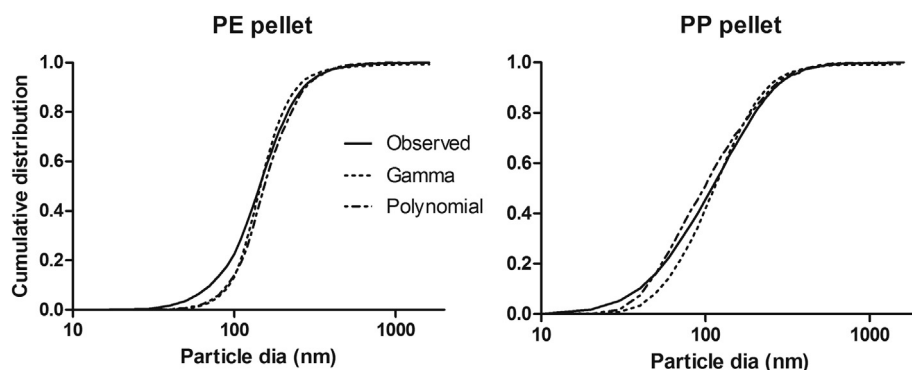 PE pellet
PP pellet
Cumulative distribution
1.0
0.8
0.6
0.4
0.2
0.0
Observed
Gamma
Polynomial
10
100
1000
Particle dia (nm)
1.0
0.8
0.6
0.4
0.2
0.0
10
100
1000
Particle dia (nm)